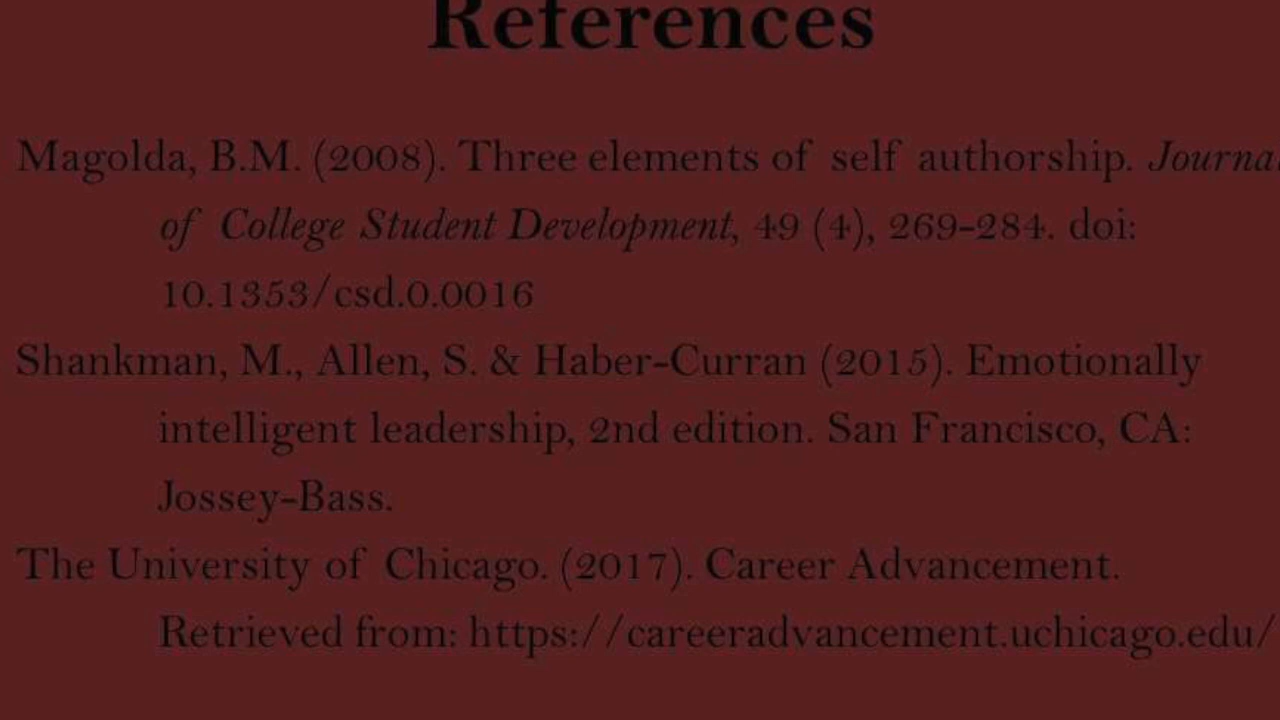 References
Magolda, B.M. (2008). Three elements of self authorship. Journal
of College Student Development, 49 (4), 269-284. doi:
10.1353/csd.0.0016
Shankman, M., Allen, S. & Haber-Curran (2015). Emotionally
intelligent leadership, 2nd edition. San Francisco, CA:
Jossey-Bass.
The University of Chicago. (2017). Career Advancement.
Retrieved from: https://careeradvancement.uchicago.edu/